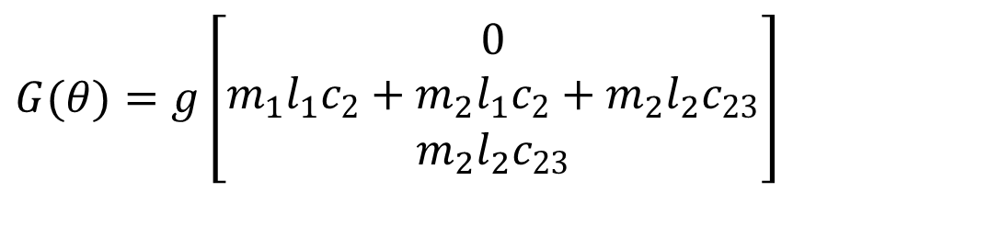 G(θ) = g [ 0
m₁l₁c₂ + m₂l₁c₂ + m₂l₂c₂₃
m₂l₂c₂₃ ]